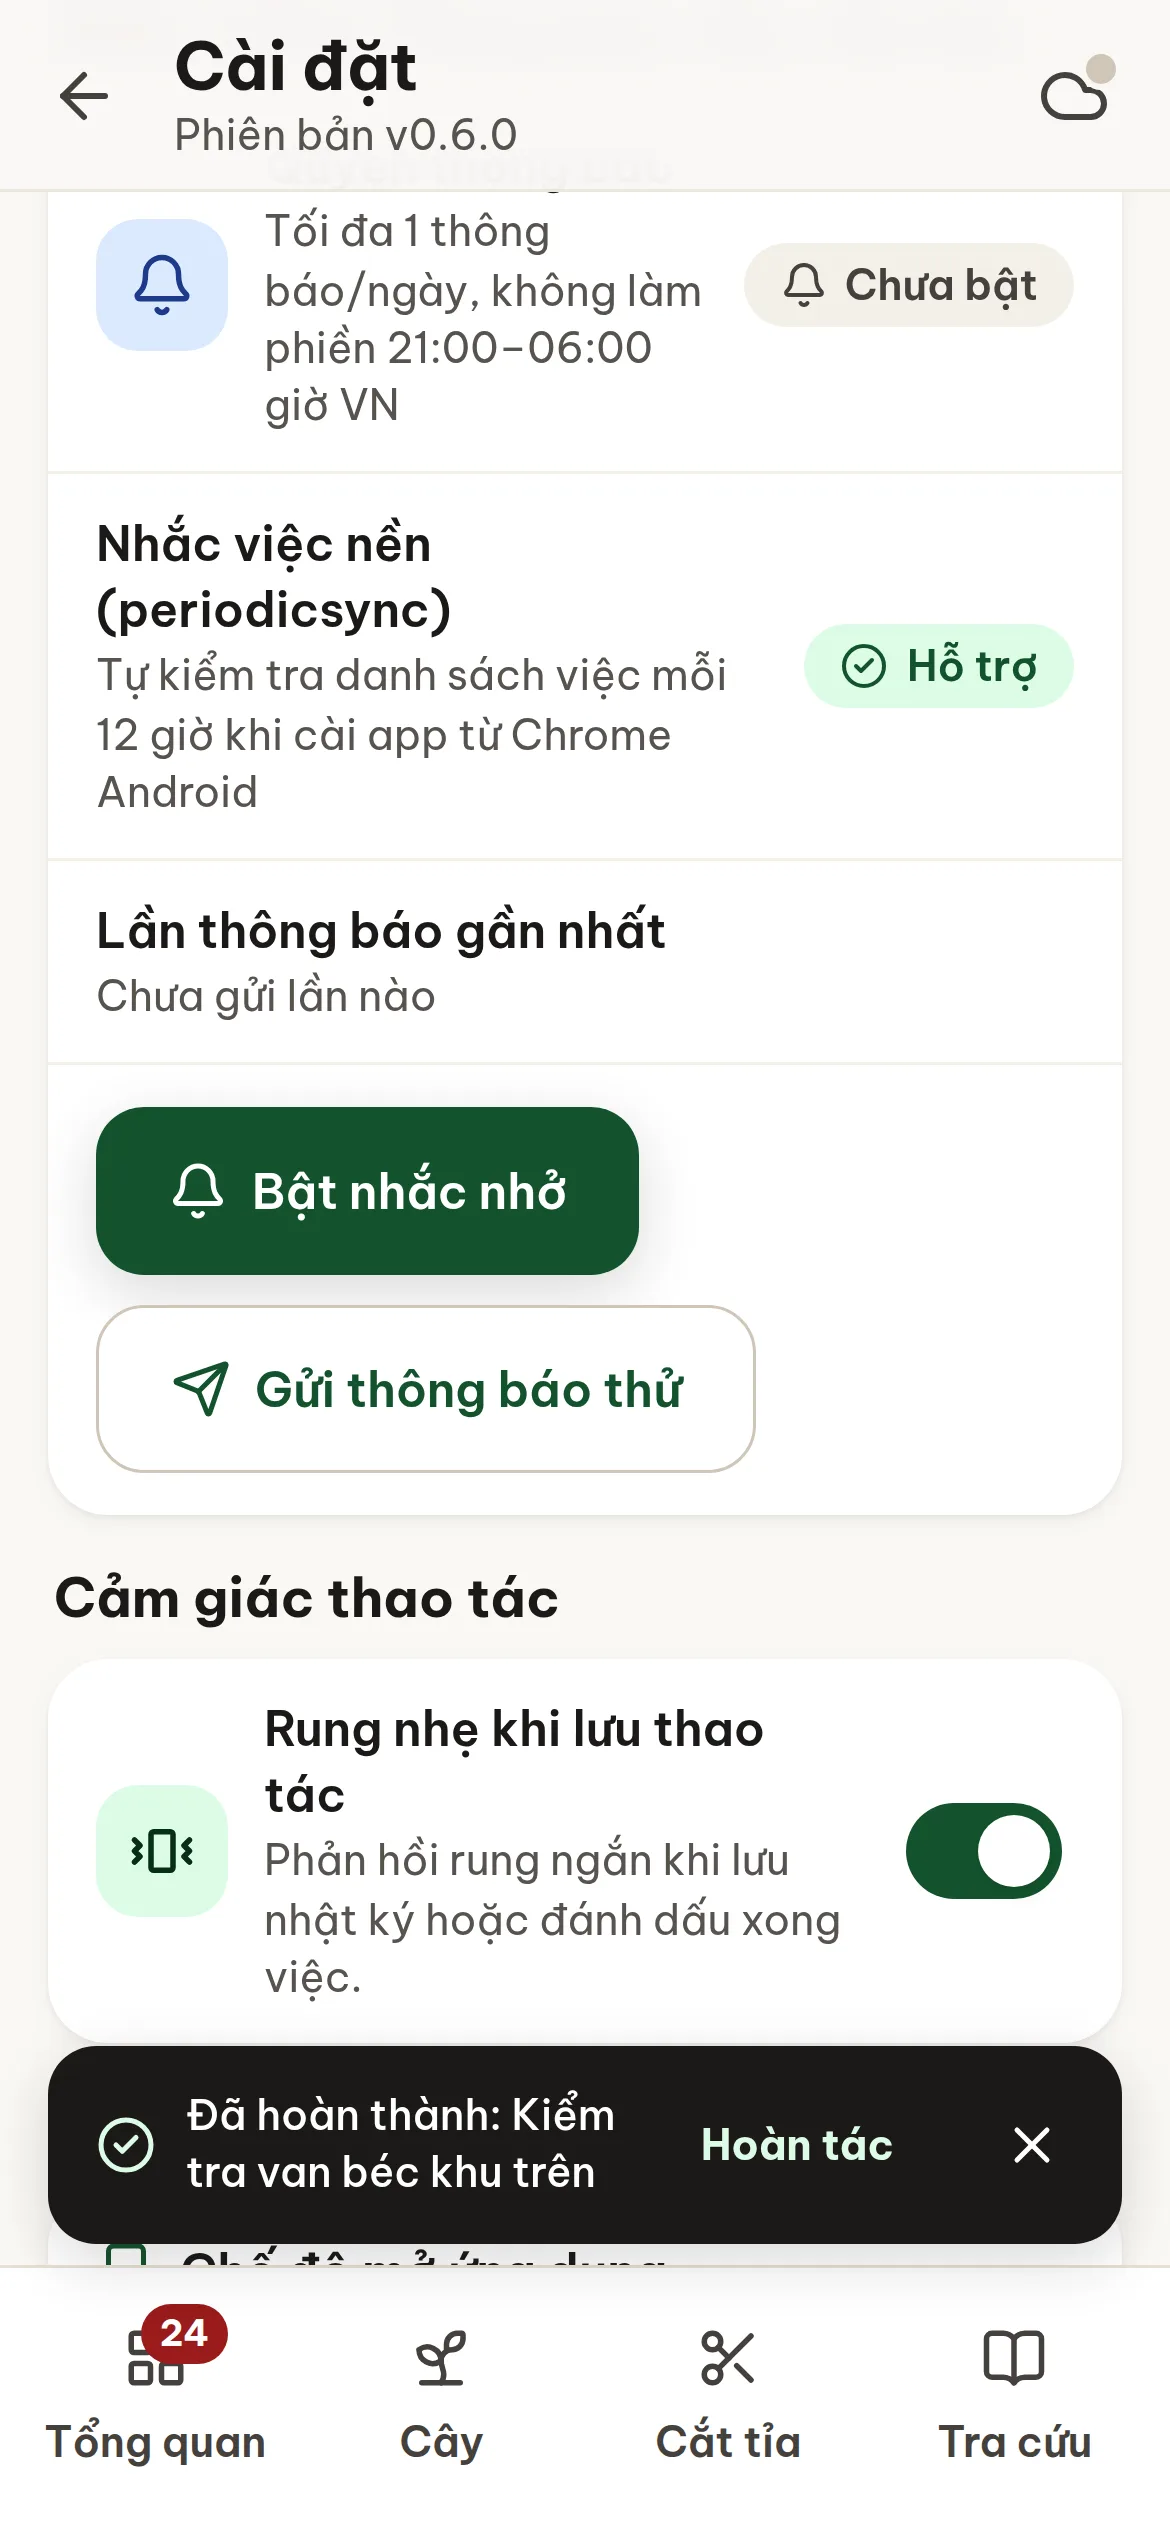 Cài đặt
Phiên bản v0.6.0
Tối đa 1 thông
báo/ngày, không làm
phiền 21:00–06:00
giờ VN
Chưa bật
Nhắc việc nền
(periodicsync)
Tự kiểm tra danh sách việc mỗi
12 giờ khi cài app từ Chrome
Android
Hỗ trợ
Lần thông báo gần nhất
Chưa gửi lần nào
Bật nhắc nhở
Gửi thông báo thử
Cảm giác thao tác
Rung nhẹ khi lưu thao
tác
Phản hồi rung ngắn khi lưu
nhật ký hoặc đánh dấu xong
việc.
Đã hoàn thành: Kiểm
tra van béc khu trên
Hoàn tác
Chế độ mở ứng dụng
24
Tổng quan
Cây
Cắt tỉa
Tra cứu